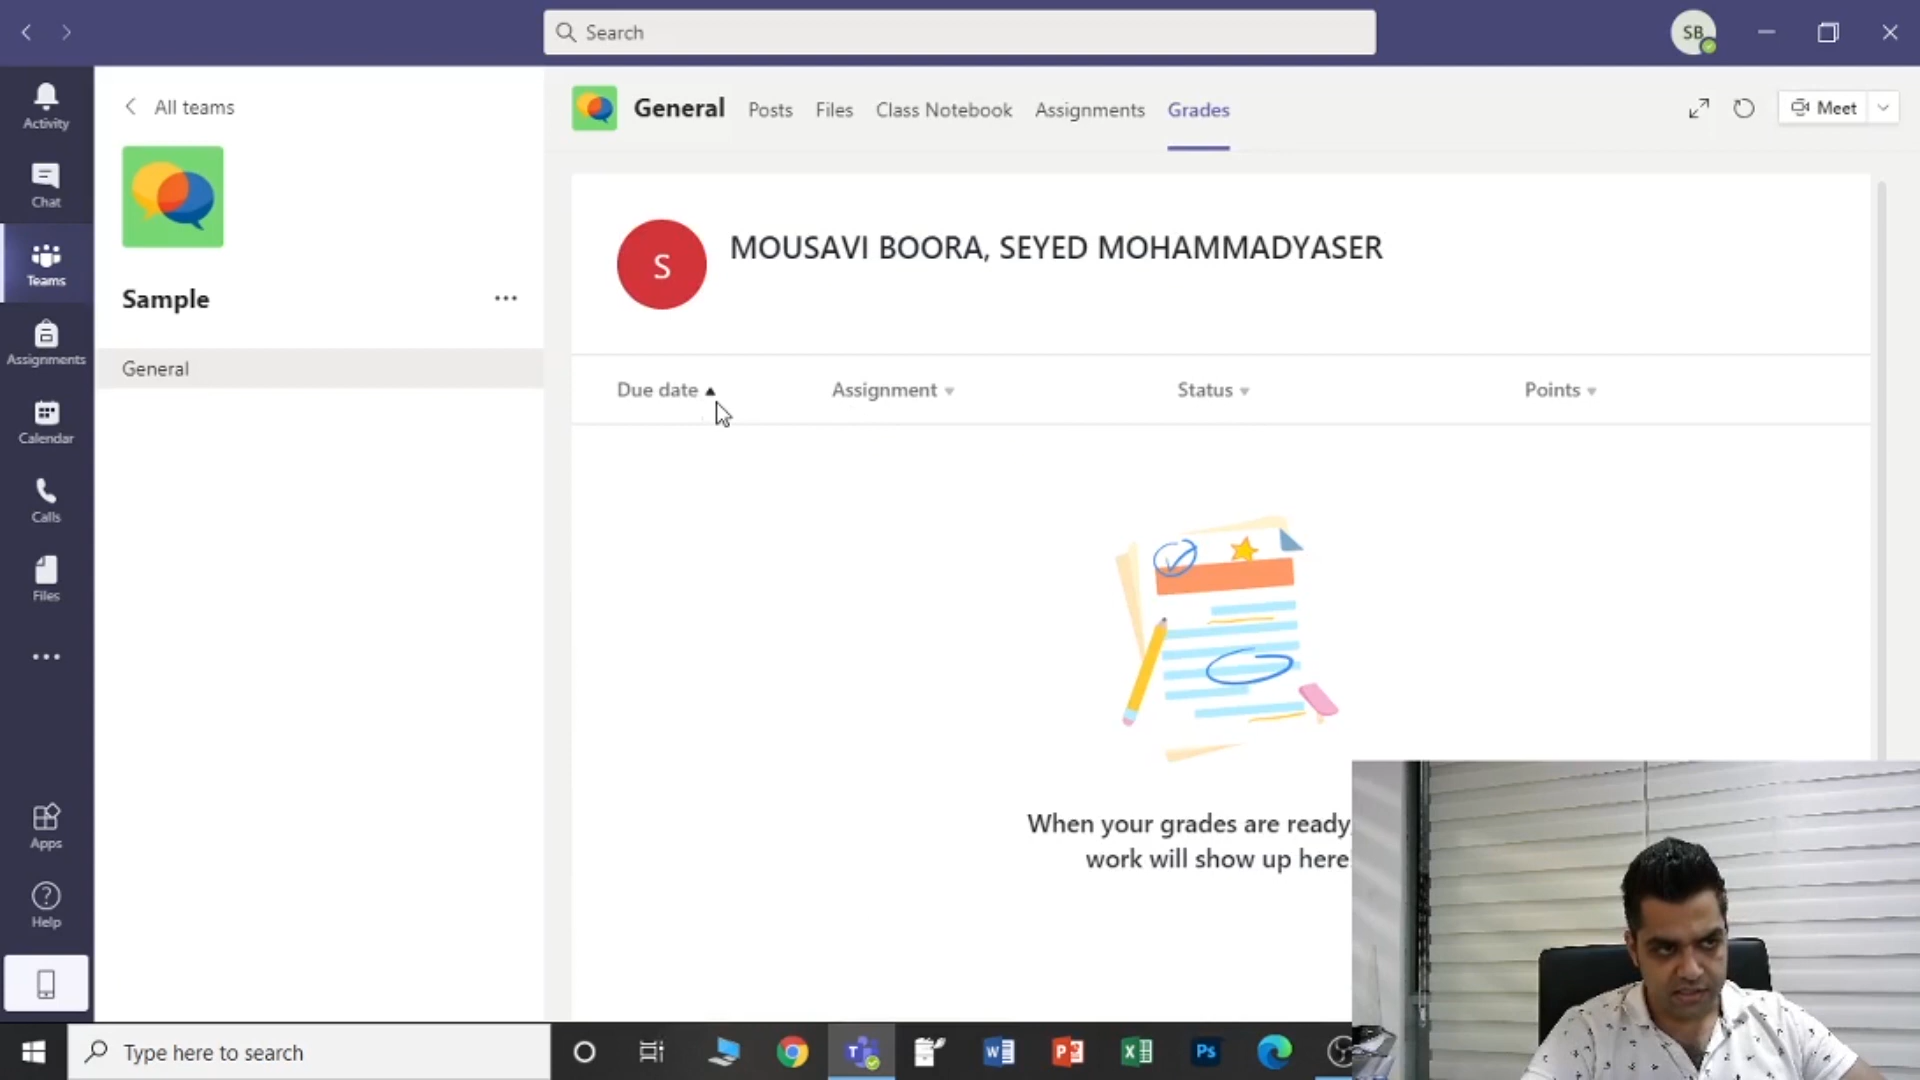 Search
SB
Activity
Chat
Teams
Assignments
Calendar
Calls
Files
Apps
Help
All teams
Sample
General
General
Posts
Files
Class Notebook
Assignments
Grades
Meet
S
MOUSAVI BOORA, SEYED MOHAMMADYASER
Due date
Assignment
Status
Points
When your grades are ready,
work will show up here
Type here to search
W
P
X
Ps